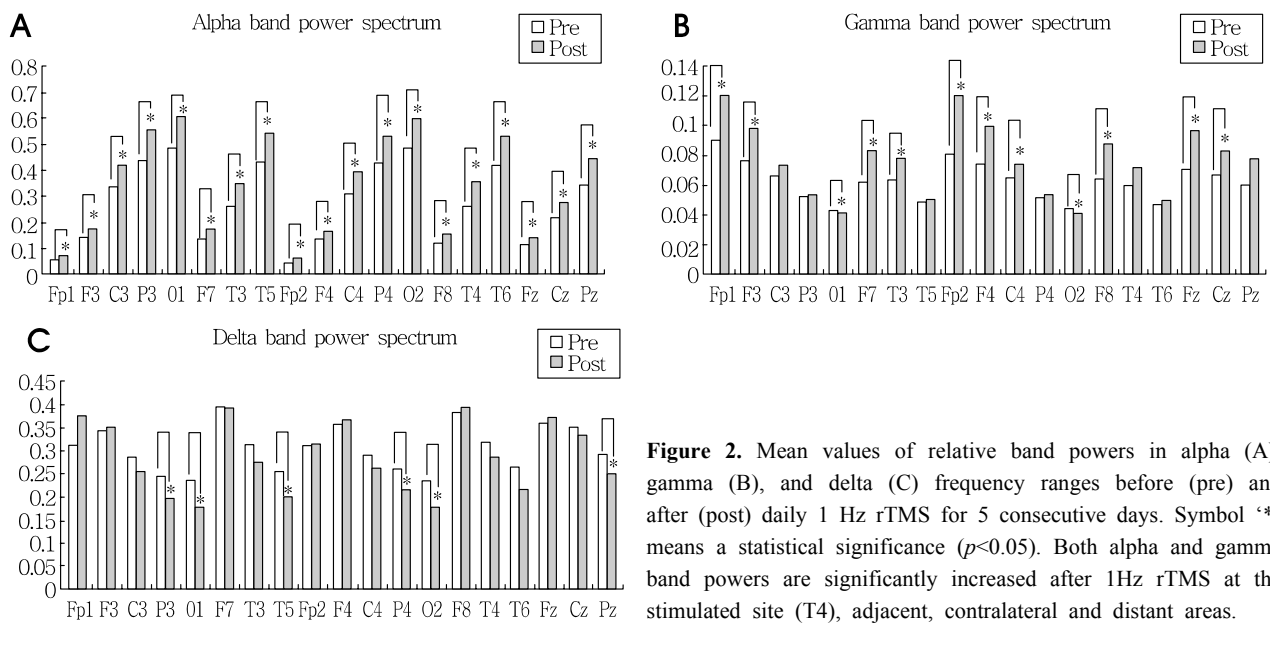 A
Alpha band power spectrum
Pre
Post
0.8
0.7
0.6
0.5
0.4
0.3
0.2
0.1
0
Fp1 F3 C3 P3 01 F7 T3 T5 Fp2 F4 C4 P4 O2 F8 T4 T6 Fz Cz Pz
* * * * * * * * * * * * * * * * * * *
B
Gamma band power spectrum
Pre
Post
0.14
0.12
0.1
0.08
0.06
0.04
0.02
0
Fp1 F3 C3 P3 01 F7 T3 T5 Fp2 F4 C4 P4 O2 F8 T4 T6 Fz Cz Pz
* * * * * * * * * * * *
C
Delta band power spectrum
Pre
Post
0.45
0.4
0.35
0.3
0.25
0.2
0.15
0.1
0.05
0
Fp1 F3 C3 P3 01 F7 T3 T5 Fp2 F4 C4 P4 O2 F8 T4 T6 Fz Cz Pz
* * * * * *
Figure 2. Mean values of relative band powers in alpha (A)
gamma (B), and delta (C) frequency ranges before (pre) an
after (post) daily 1 Hz rTMS for 5 consecutive days. Symbol ‘*
means a statistical significance (p<0.05). Both alpha and gamm
band powers are significantly increased after 1Hz rTMS at th
stimulated site (T4), adjacent, contralateral and distant areas.